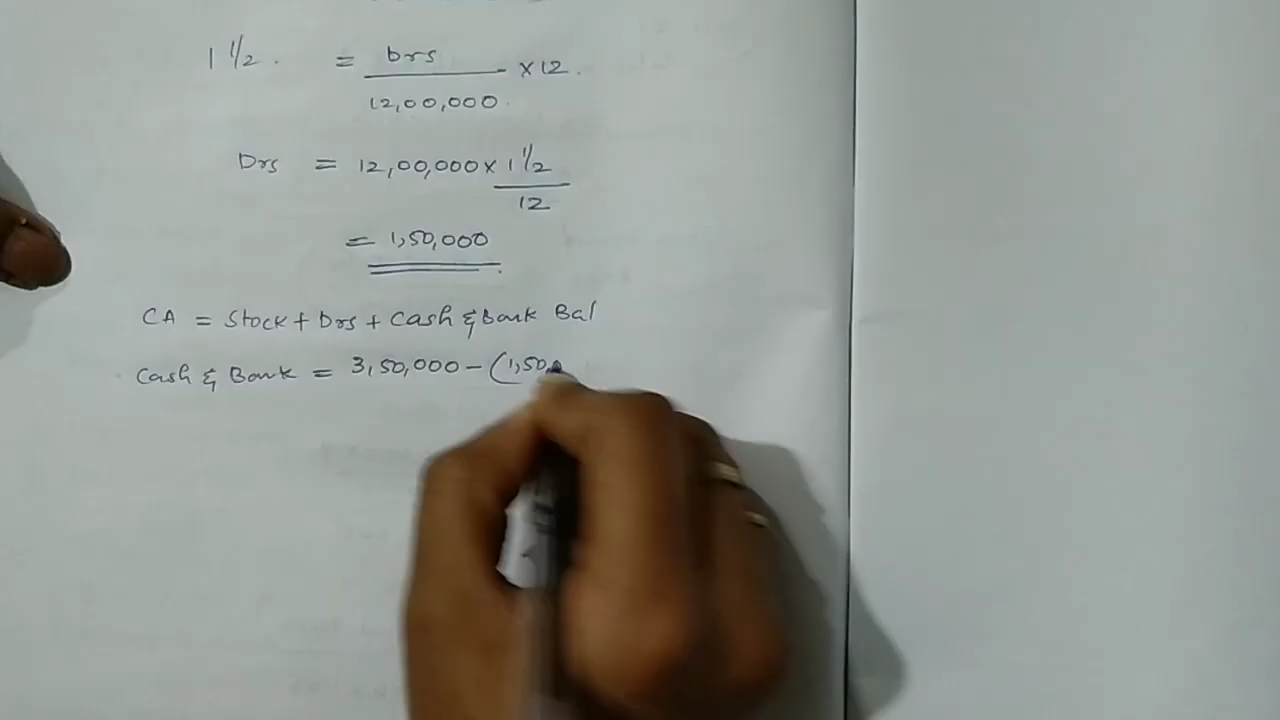 1 1/2 . = Drs × 12 .
12,00,000 .
Drs = 12,00,000 × 1 1/2
12
= 1,50,000
CA = Stock + Drs + Cash & Bank Bal
Cash & Bank = 3,50,000 – (1,50,